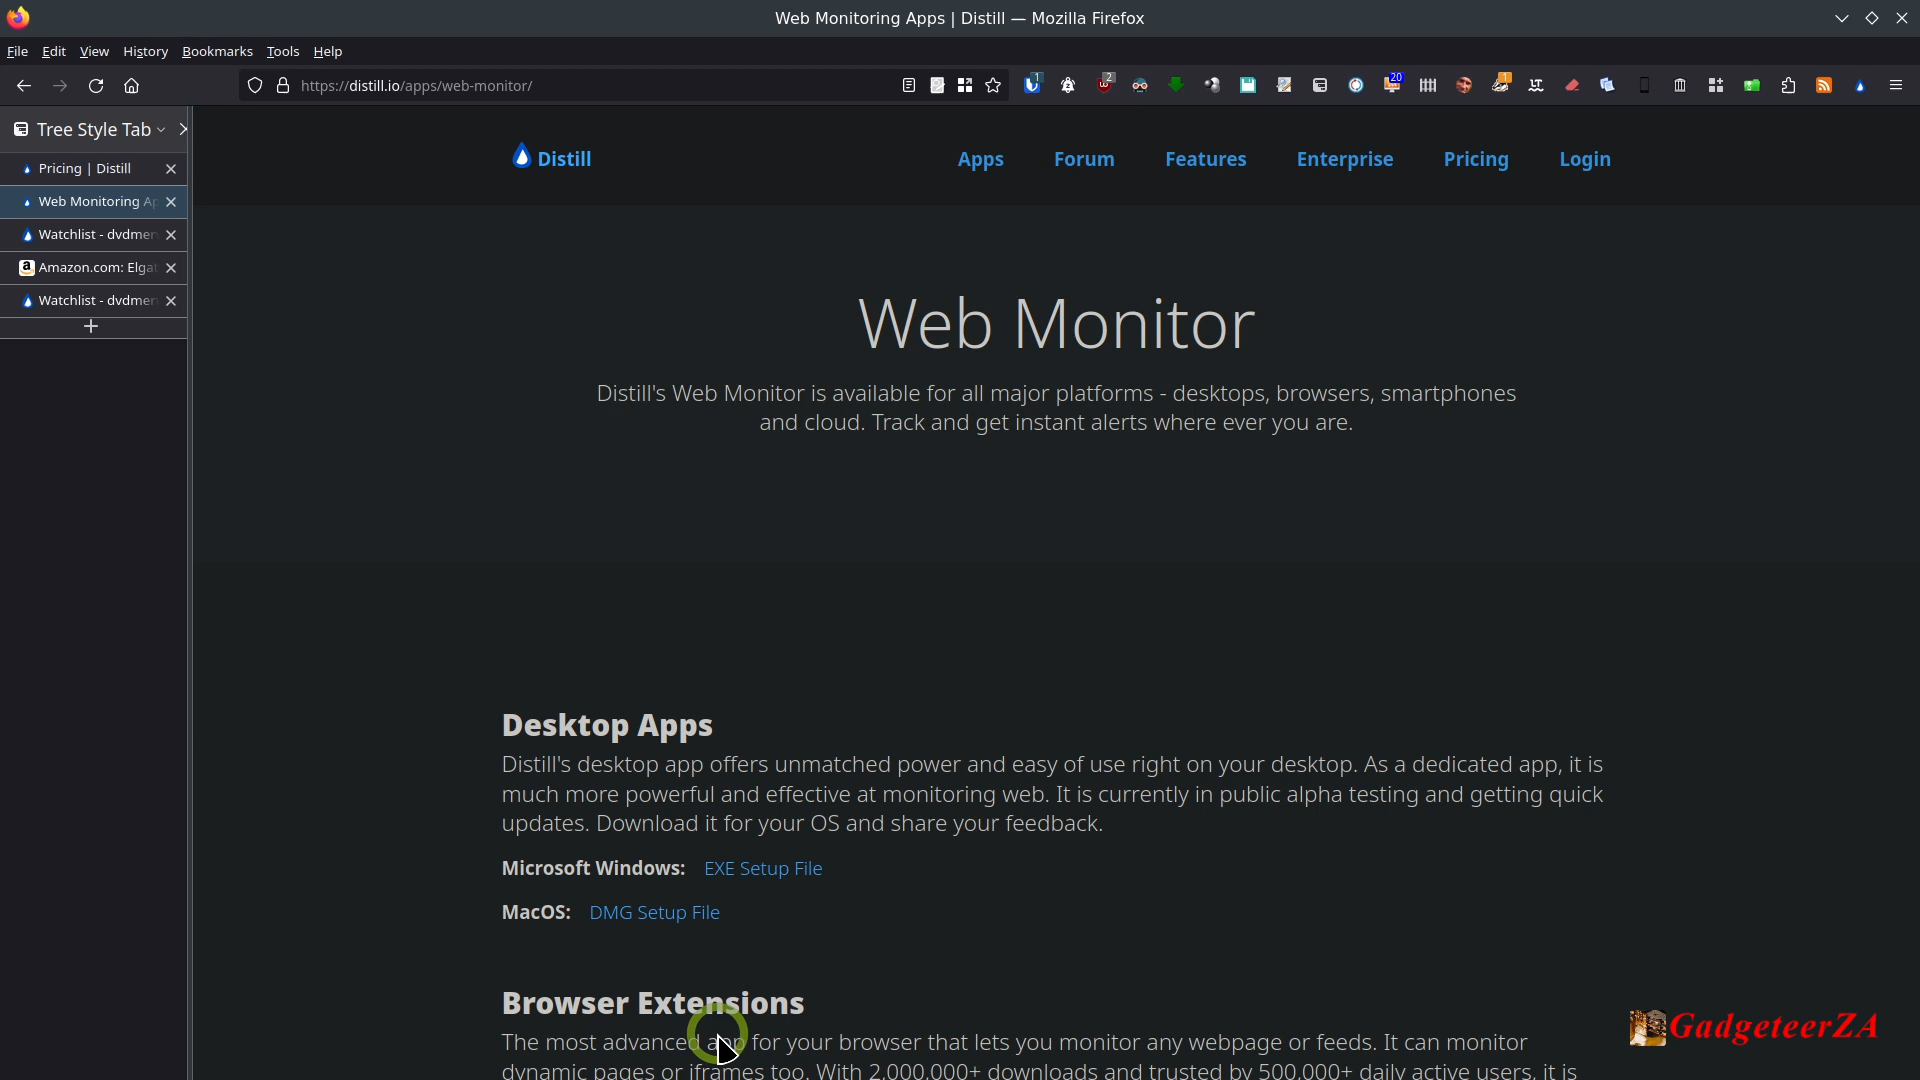 Web Monitoring Apps | Distill — Mozilla Firefox
File Edit View History Bookmarks Tools Help
https://distill.io/apps/web-monitor/
1
2
20
1
Tree Style Tab
Pricing | Distill
Web Monitoring Ap
Watchlist - dvdmer
Amazon.com: Elgat
Watchlist - dvdmer
Distill
Apps Forum Features Enterprise Pricing Login
Web Monitor
Distill's Web Monitor is available for all major platforms - desktops, browsers, smartphones
and cloud. Track and get instant alerts where ever you are.
Desktop Apps
Distill's desktop app offers unmatched power and easy of use right on your desktop. As a dedicated app, it is
much more powerful and effective at monitoring web. It is currently in public alpha testing and getting quick
updates. Download it for your OS and share your feedback.
Microsoft Windows: EXE Setup File
MacOS: DMG Setup File
Browser Extensions
The most advanced app for your browser that lets you monitor any webpage or feeds. It can monitor
dynamic pages or iframes too. With 2,000,000+ downloads and trusted by 500,000+ daily active users, it is
GadgeteerZA